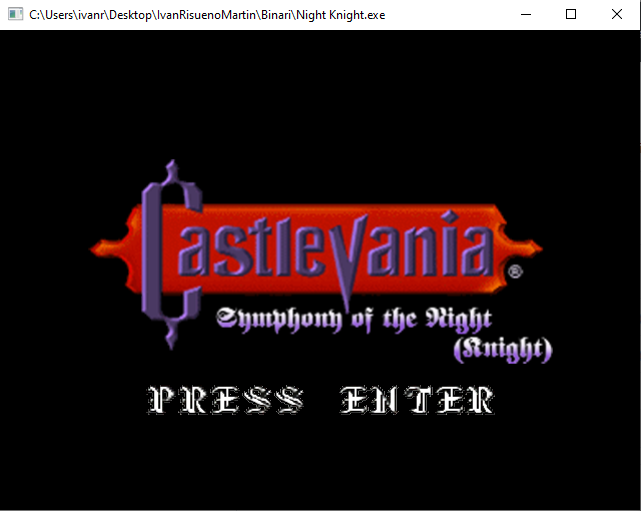 C:\Users\ivanr\Desktop\IvanRisuenoMartin\Binari\Night Knight.exe
Castlevania®
Symphony of the Night
(Knight)
PRESS ENTER